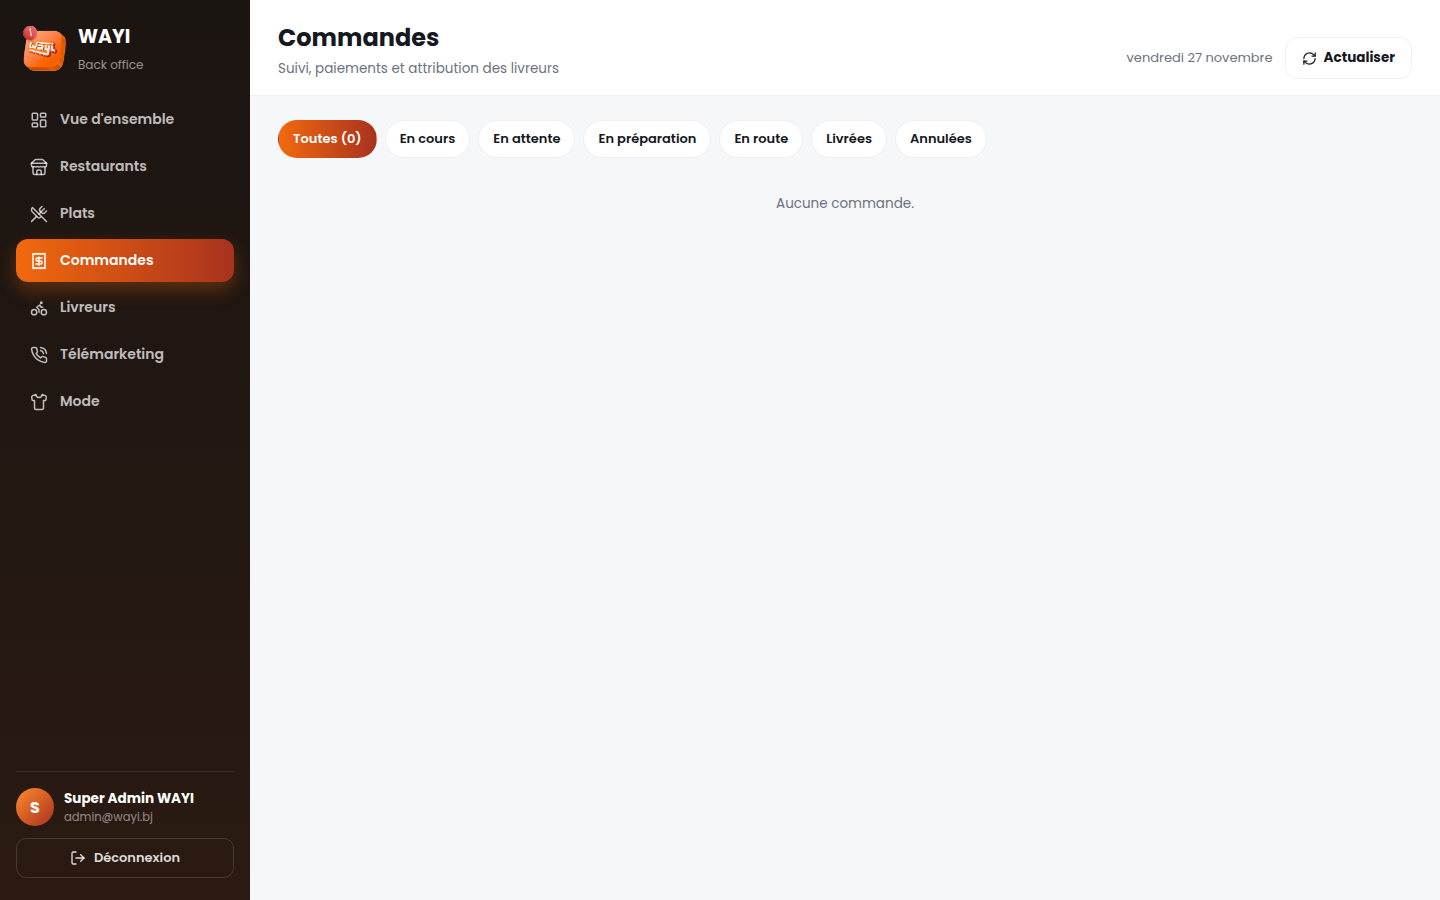 WAYI
Back office
Vue d'ensemble
Restaurants
Plats
Commandes
Livreurs
Télémarketing
Mode
Super Admin WAYI
S
admin@wayi.bj
Déconnexion
Commandes
Suivi, paiements et attribution des livreurs
vendredi 27 novembre
Actualiser
Toutes (0)
En cours
En attente
En préparation
En route
Livrées
Annulées
Aucune commande.